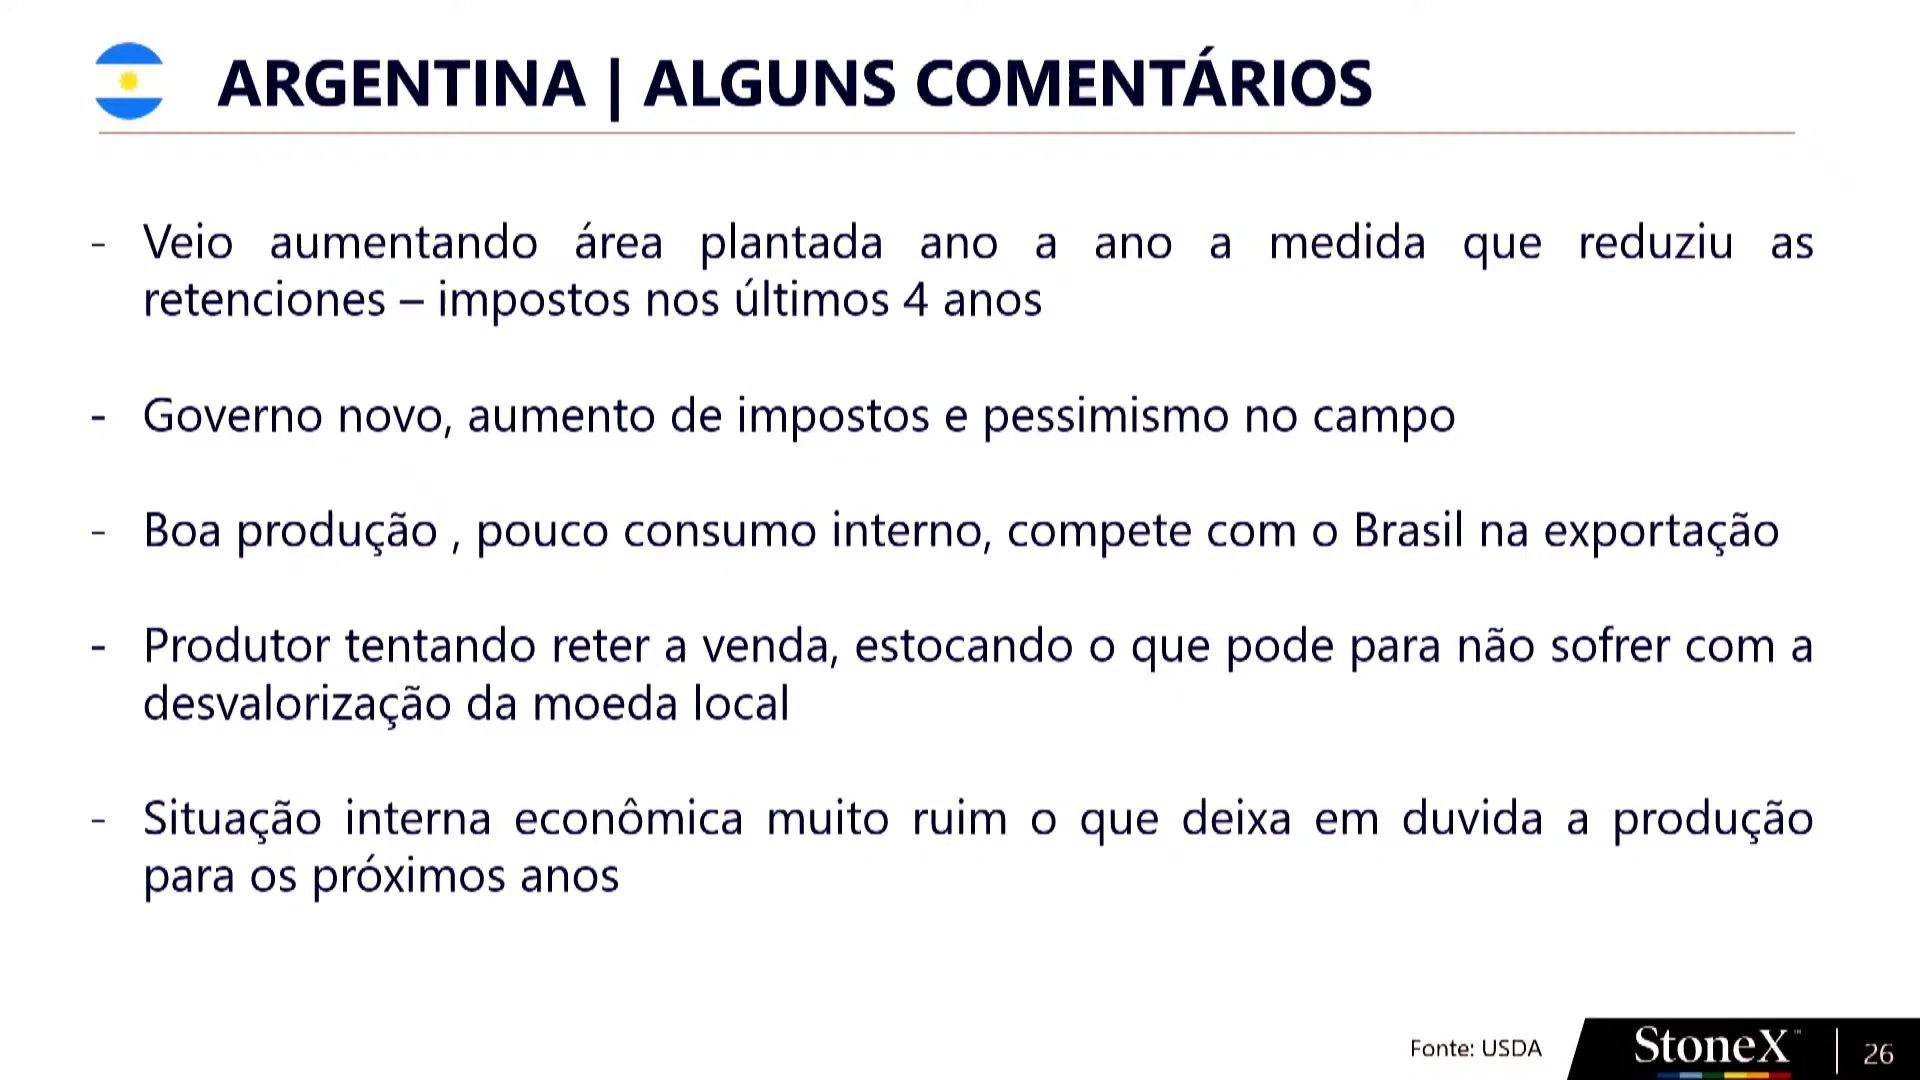 ARGENTINA | ALGUNS COMENTÁRIOS
- Veio aumentando área plantada ano a ano a medida que reduziu as
retenciones – impostos nos últimos 4 anos
- Governo novo, aumento de impostos e pessimismo no campo
- Boa produção , pouco consumo interno, compete com o Brasil na exportação
- Produtor tentando reter a venda, estocando o que pode para não sofrer com a
desvalorização da moeda local
- Situação interna econômica muito ruim o que deixa em duvida a produção
para os próximos anos
Fonte: USDA
StoneX™
26